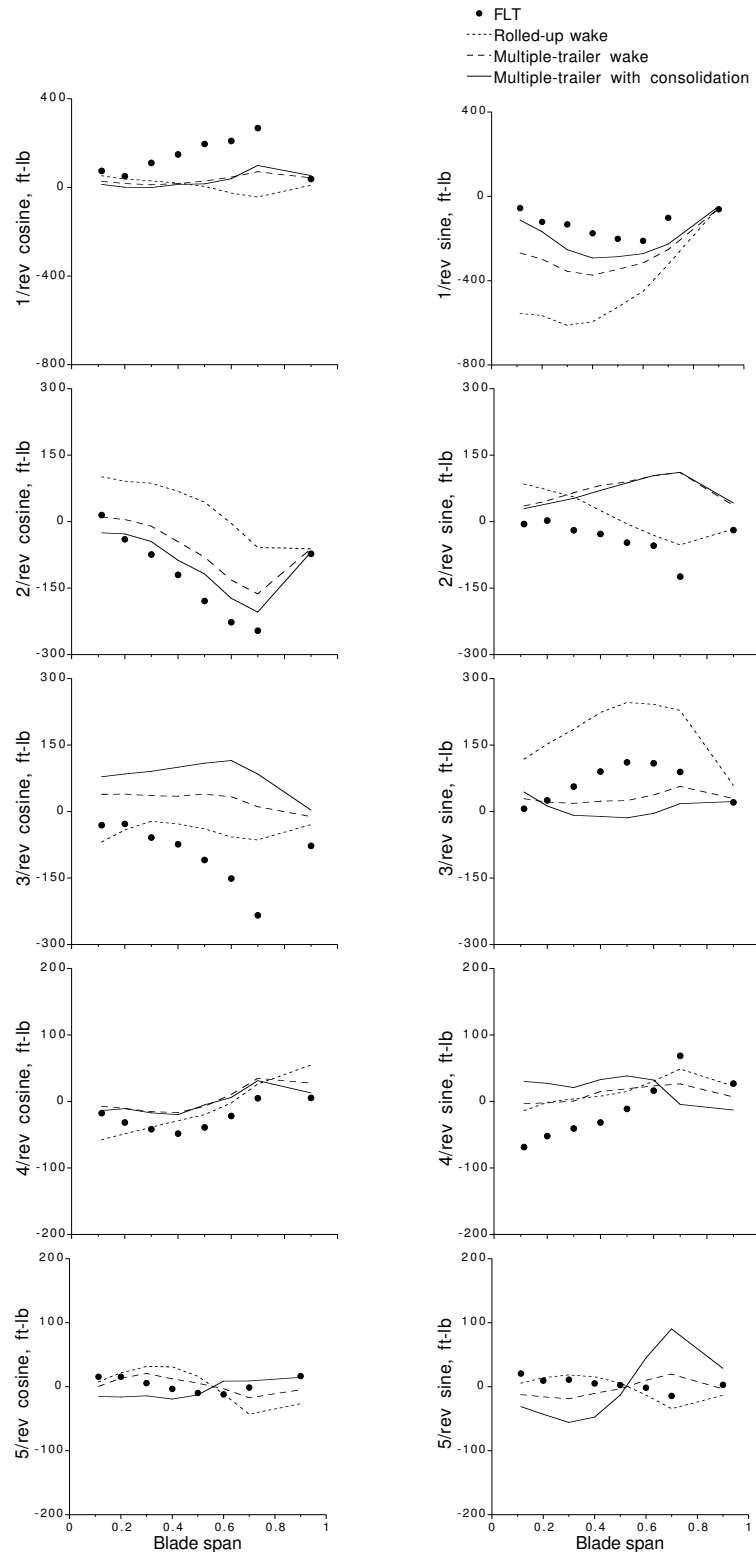 FLT
Rolled-up wake
Multiple-trailer wake
Multiple-trailer with consolidation
400
0
-400
-800
1/rev cosine, ft-lb
400
0
-400
-800
1/rev sine, ft-lb
300
150
0
-150
-300
2/rev cosine, ft-lb
300
150
0
-150
-300
2/rev sine, ft-lb
300
150
0
-150
-300
3/rev cosine, ft-lb
300
150
0
-150
-300
3/rev sine, ft-lb
200
100
0
-100
-200
4/rev cosine, ft-lb
200
100
0
-100
-200
4/rev sine, ft-lb
200
100
0
-100
-200
5/rev cosine, ft-lb
0 0.2 0.4 0.6 0.8 1
Blade span
200
100
0
-100
-200
5/rev sine, ft-lb
0 0.2 0.4 0.6 0.8 1
Blade span